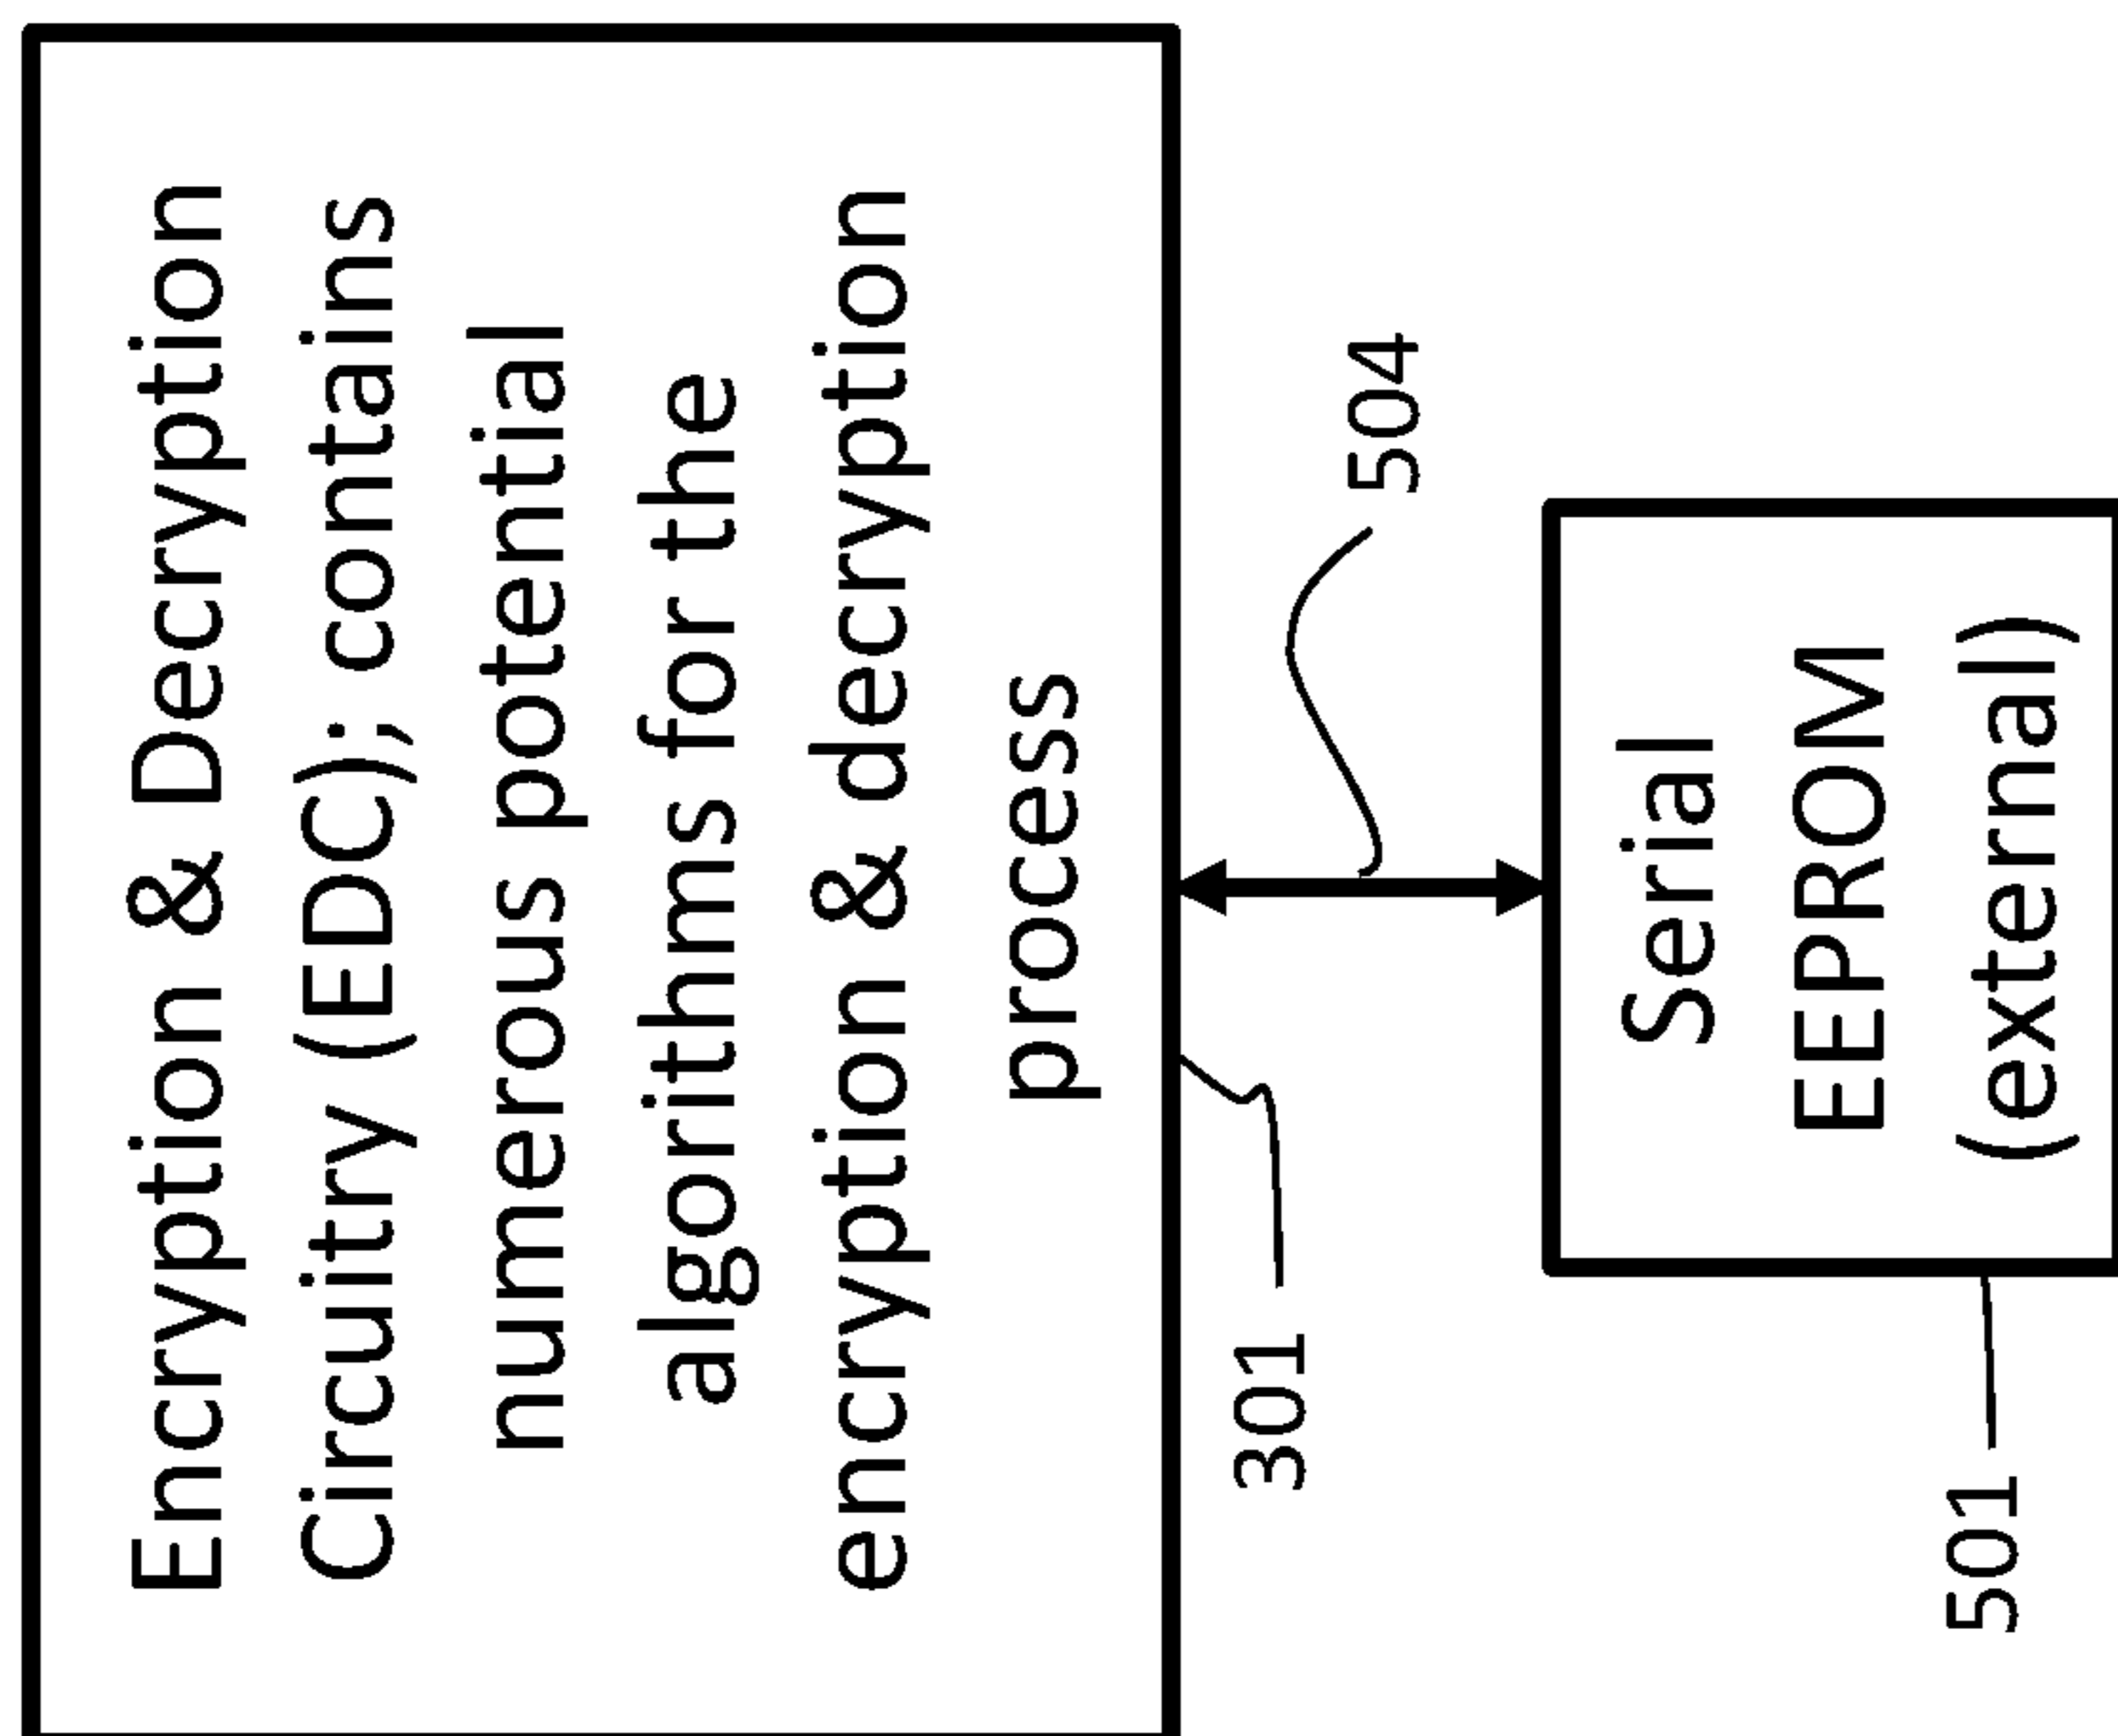 Encryption & Decryption
Circuitry (EDC); contains
numerous potential
algorithms for the
encryption & decryption
process
301
504
Serial
EEPROM
(external)
501